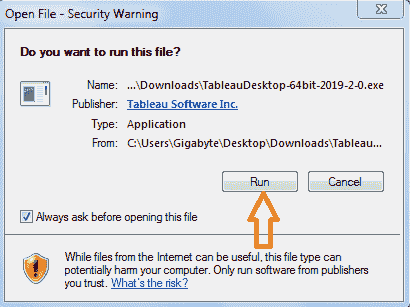 Open File - Security Warning
Do you want to run this file?
Name: ...\Downloads\TableauDesktop-64bit-2019-2-0.exe
Publisher: Tableau Software Inc.
Type: Application
From: C:\Users\Gigabyte\Desktop\Downloads\Tableau...
Run Cancel
Always ask before opening this file
While files from the Internet can be useful, this file type can
potentially harm your computer. Only run software from publishers
you trust. What's the risk?